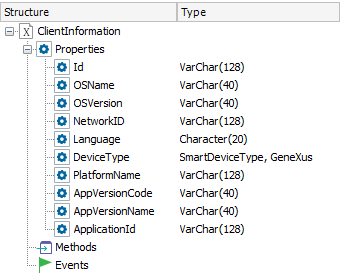 Structure Type
ClientInformation
Properties
Id VarChar(128)
OSName VarChar(40)
OSVersion VarChar(40)
NetworkID VarChar(128)
Language Character(20)
DeviceType SmartDeviceType, GeneXus
PlatformName VarChar(128)
AppVersionCode VarChar(40)
AppVersionName VarChar(40)
ApplicationId VarChar(128)
Methods
Events